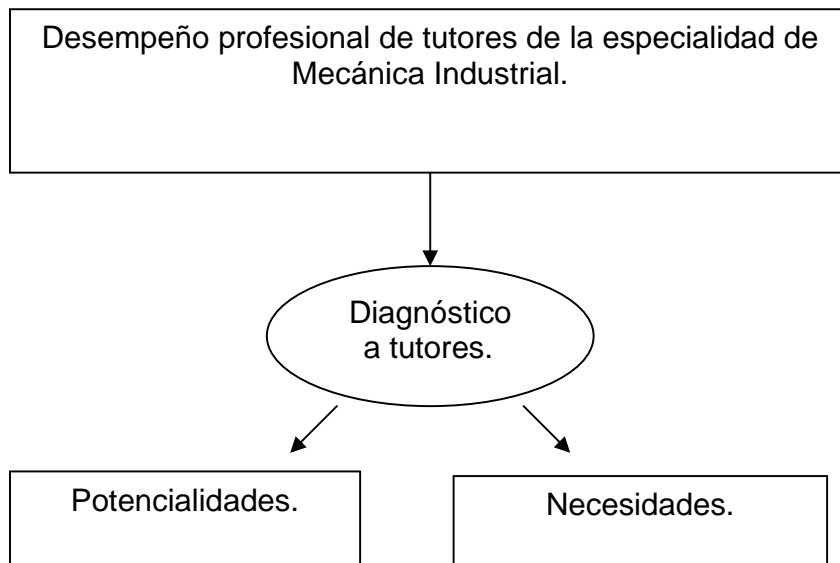 Desempeño profesional de tutores de la especialidad de
Mecánica Industrial.
Diagnóstico
a tutores.
Potencialidades.
Necesidades.